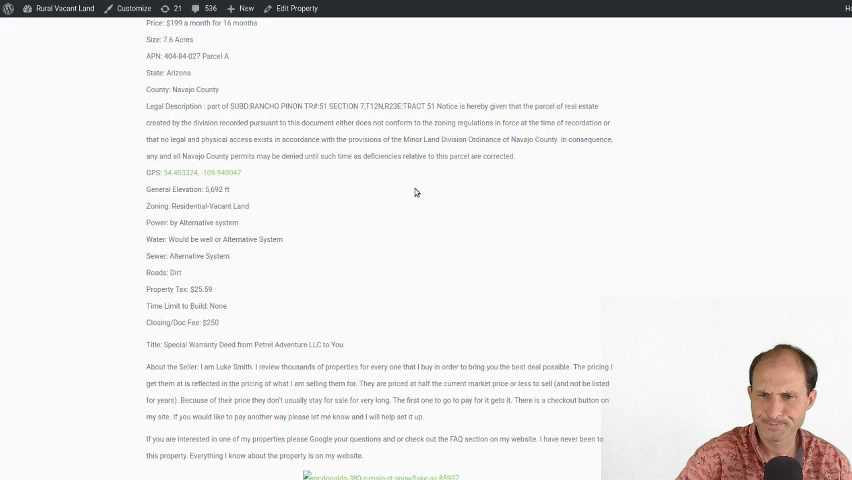 Rural Vacant Land Customize 21 536 New Edit Property
Price: $199 a month for 16 months
Size: 7.6 Acres
APN: 404-84-027 Parcel A
State: Arizona
County: Navajo County
Legal Description : part of SUBD:RANCHO PINON TR#:51 SECTION 7,T12N,R23E:TRACT 51 Notice is hereby given that the parcel of real estate
created by the division recorded pursuant to this document either does not conform to the zoning regulations in force at the time of recordation or
that no legal and physical access exists in accordance with the provisions of the Minor Land Division Ordinance of Navajo County. In consequence,
any and all Navajo County permits may be denied until such time as deficiencies relative to this parcel are corrected.
GPS: 34.453324, -109.949047
General Elevation: 5,692 ft
Zoning: Residential-Vacant Land
Power: by Alternative system
Water: Would be well or Alternative System
Sewer: Alternative System
Roads: Dirt
Property Tax: $25.59
Time Limit to Build: None
Closing/Doc Fee: $250
Title: Special Warranty Deed from Petrel Adventure LLC to You
About the Seller: I am Luke Smith. I review thousands of properties for every one that I buy in order to bring you the best deal possible. The pricing I
get them at is reflected in the pricing of what I am selling them for. They are priced at half the current market price or less to sell (and not be listed
for years). Because of their price they don't usually stay for sale for very long. The first one to go to pay for it gets it. There is a checkout button on
my site. If you would like to pay another way please let me know and I will help set it up.
If you are interested in one of my properties please Google your questions and or check out the FAQ section on my website. I have never been to
this property. Everything I know about the property is on my website.
mcdonalds-380-s-main-st-snowflake-az-85937